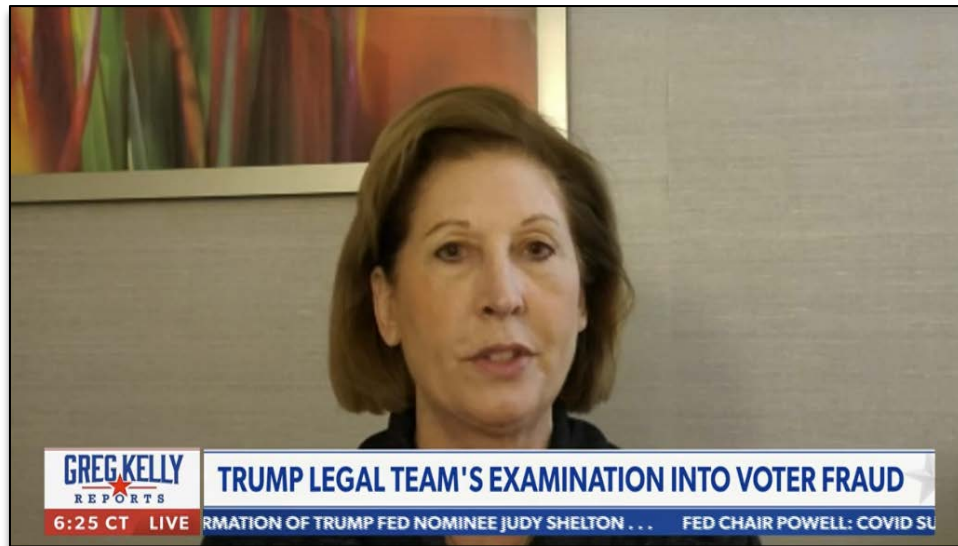 GREG KELLY
REPORTS
TRUMP LEGAL TEAM'S EXAMINATION INTO VOTER FRAUD
6:25 CT LIVE
RMATION OF TRUMP FED NOMINEE JUDY SHELTON . . . FED CHAIR POWELL: COVID SU